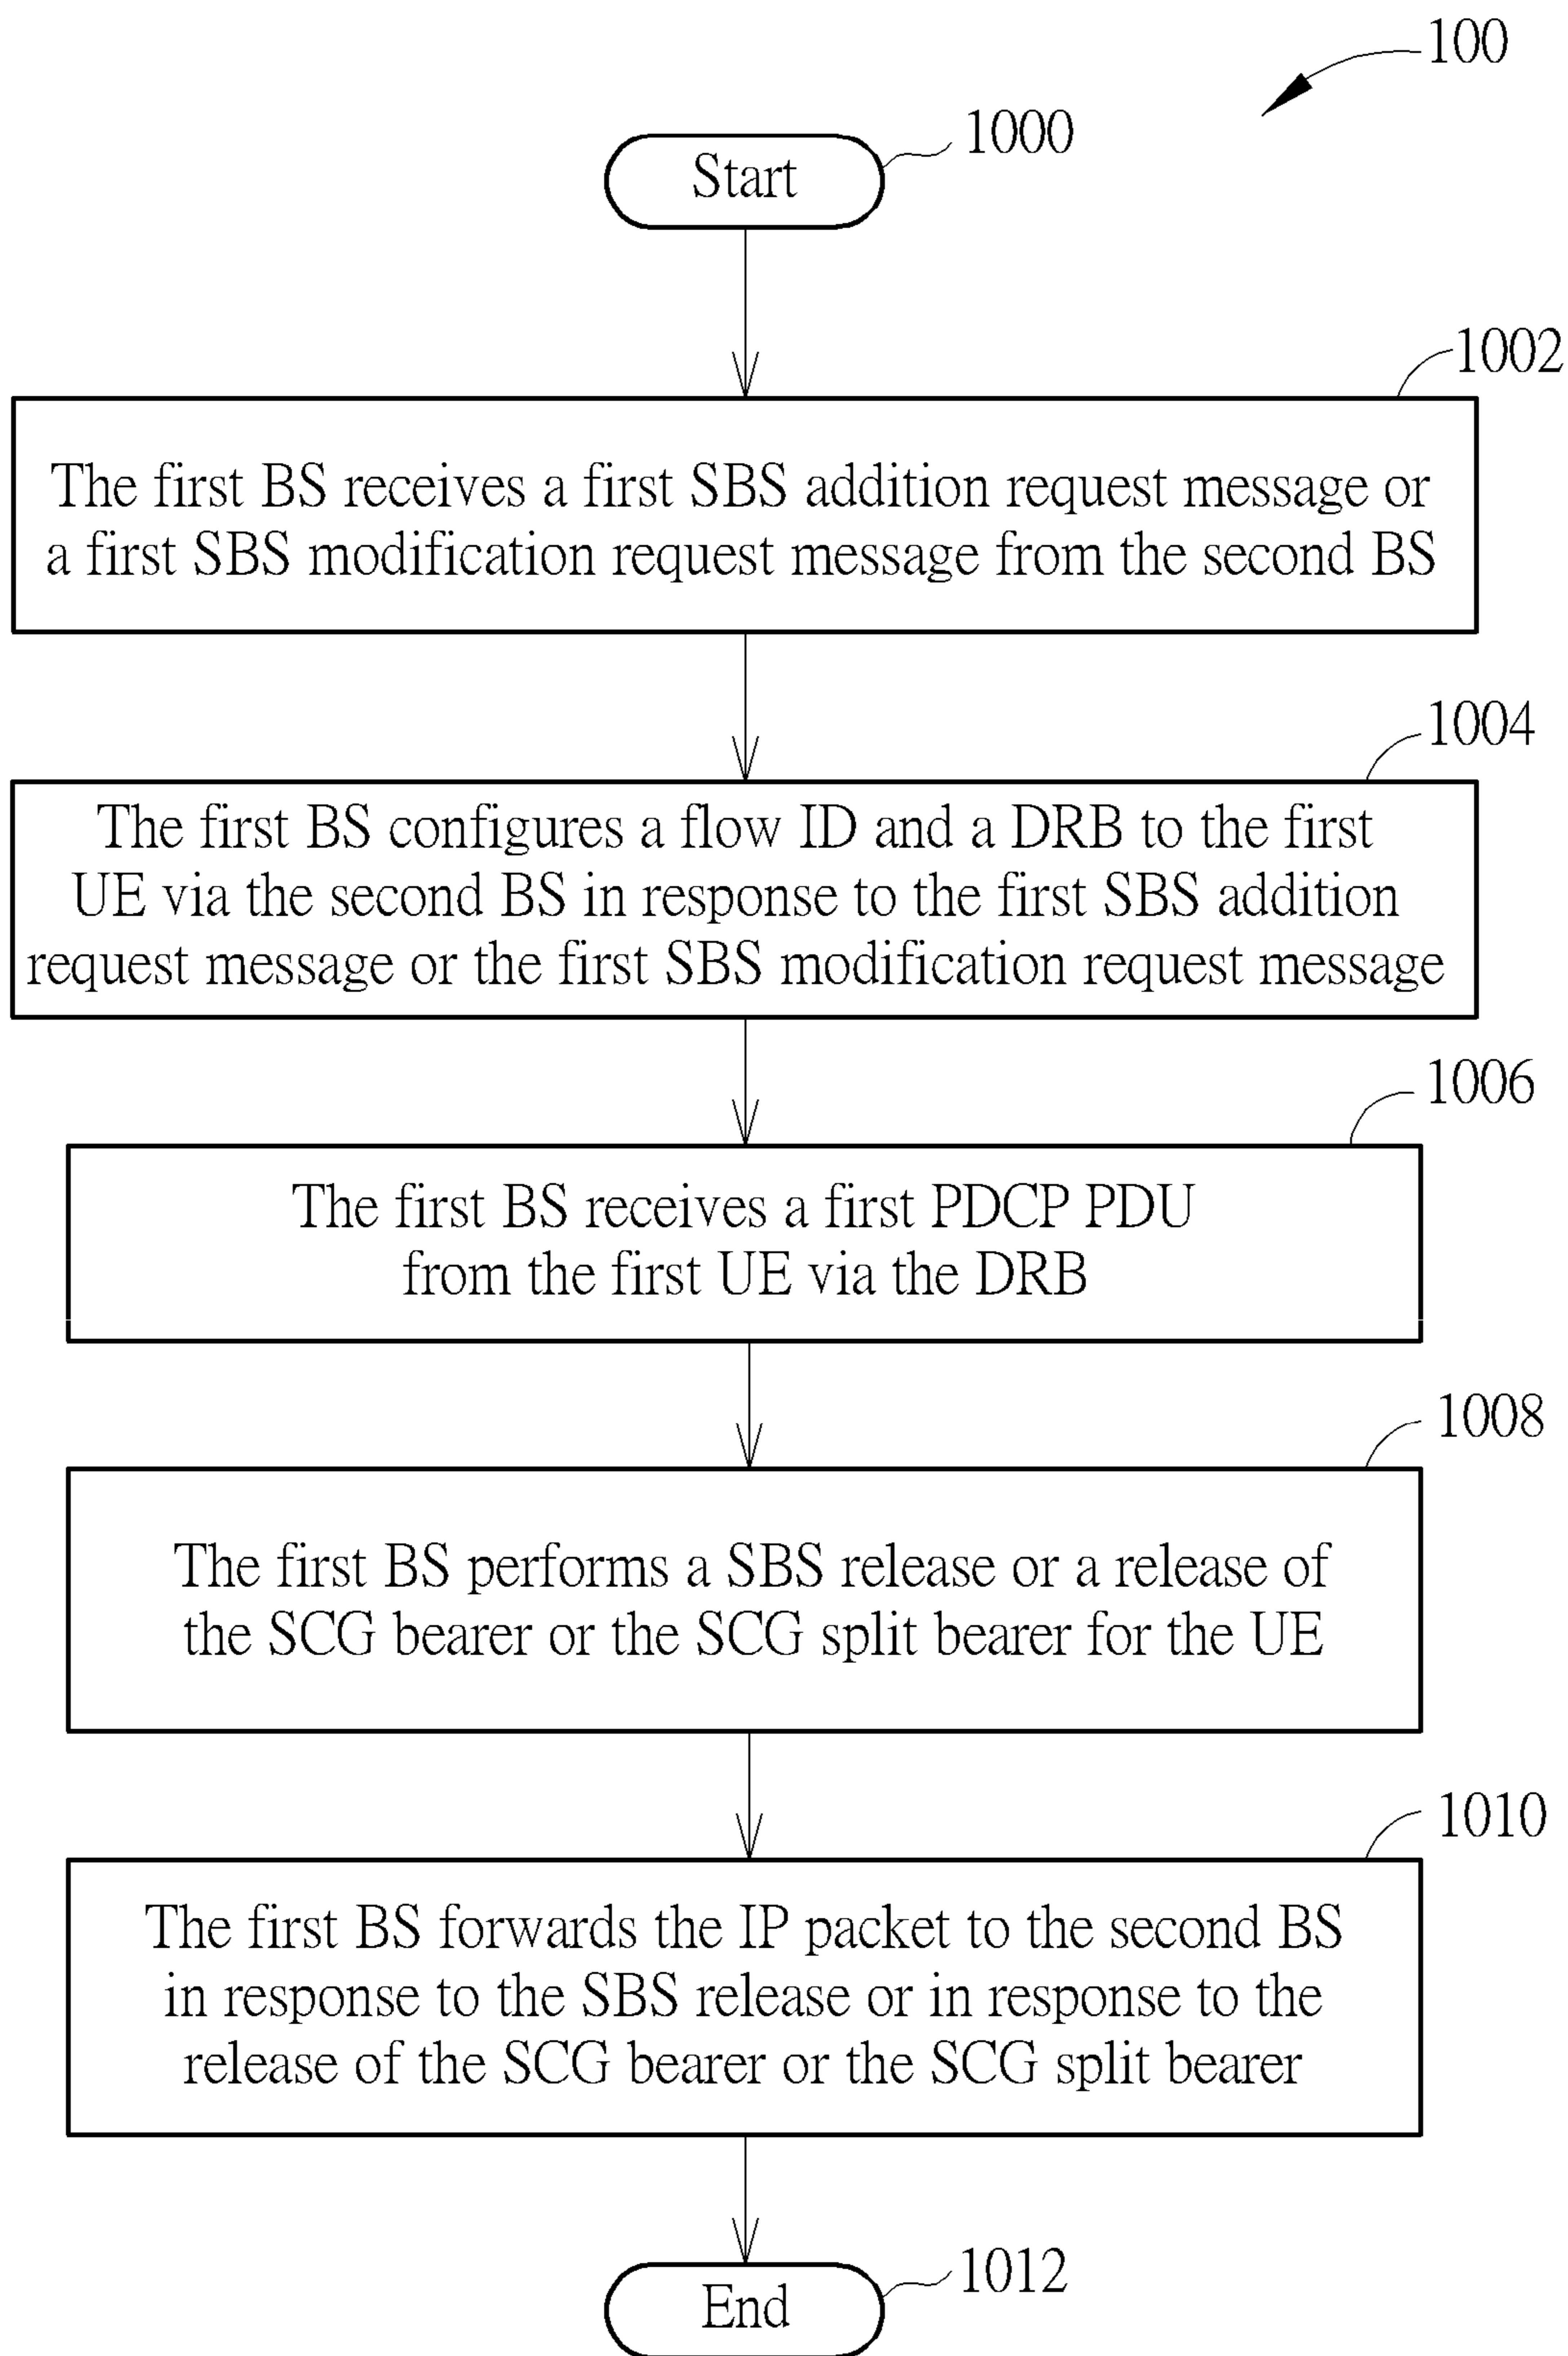 100
1000
Start
1002
The first BS receives a first SBS addition request message or
a first SBS modification request message from the second BS
1004
The first BS configures a flow ID and a DRB to the first
UE via the second BS in response to the first SBS addition
request message or the first SBS modification request message
1006
The first BS receives a first PDCP PDU
from the first UE via the DRB
1008
The first BS performs a SBS release or a release of
the SCG bearer or the SCG split bearer for the UE
1010
The first BS forwards the IP packet to the second BS
in response to the SBS release or in response to the
release of the SCG bearer or the SCG split bearer
1012
End